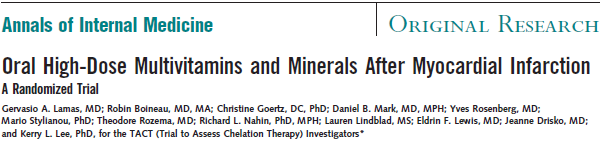 Annals of Internal Medicine
ORIGINAL RESEARCH
Oral High-Dose Multivitamins and Minerals After Myocardial Infarction
A Randomized Trial
Gervasio A. Lamas, MD; Robin Boineau, MD, MA; Christine Goertz, DC, PhD; Daniel B. Mark, MD, MPH; Yves Rosenberg, MD;
Mario Stylianou, PhD; Theodore Rozema, MD; Richard L. Nahin, PhD, MPH; Lauren Lindblad, MS; Eldrin F. Lewis, MD; Jeanne Drisko, MD;
and Kerry L. Lee, PhD, for the TACT (Trial to Assess Chelation Therapy) Investigators*